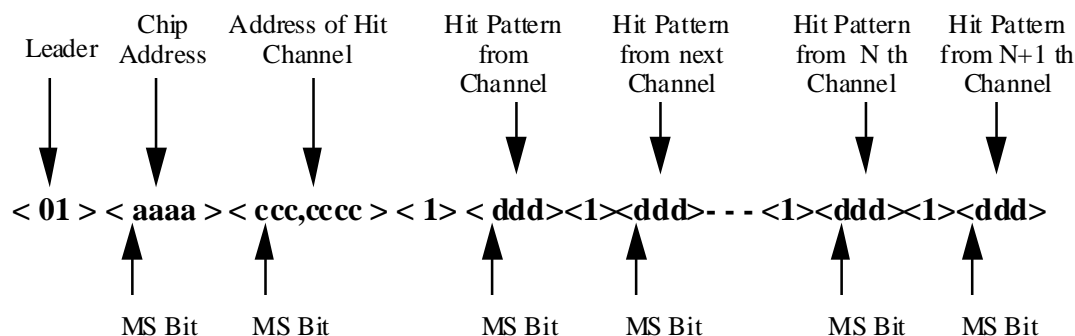 Leader
Chip
Address
Address of Hit
Channel
Hit Pattern
from
Channel
Hit Pattern
from next
Channel
Hit Pattern
from N th
Channel
Hit Pattern
from N+1 th
Channel
< 01 > < aaaa > < ccc,cccc > < 1> < ddd><1><ddd>- - - <1><ddd><1><ddd>
MS Bit MS Bit MS Bit MS Bit MS Bit MS Bit